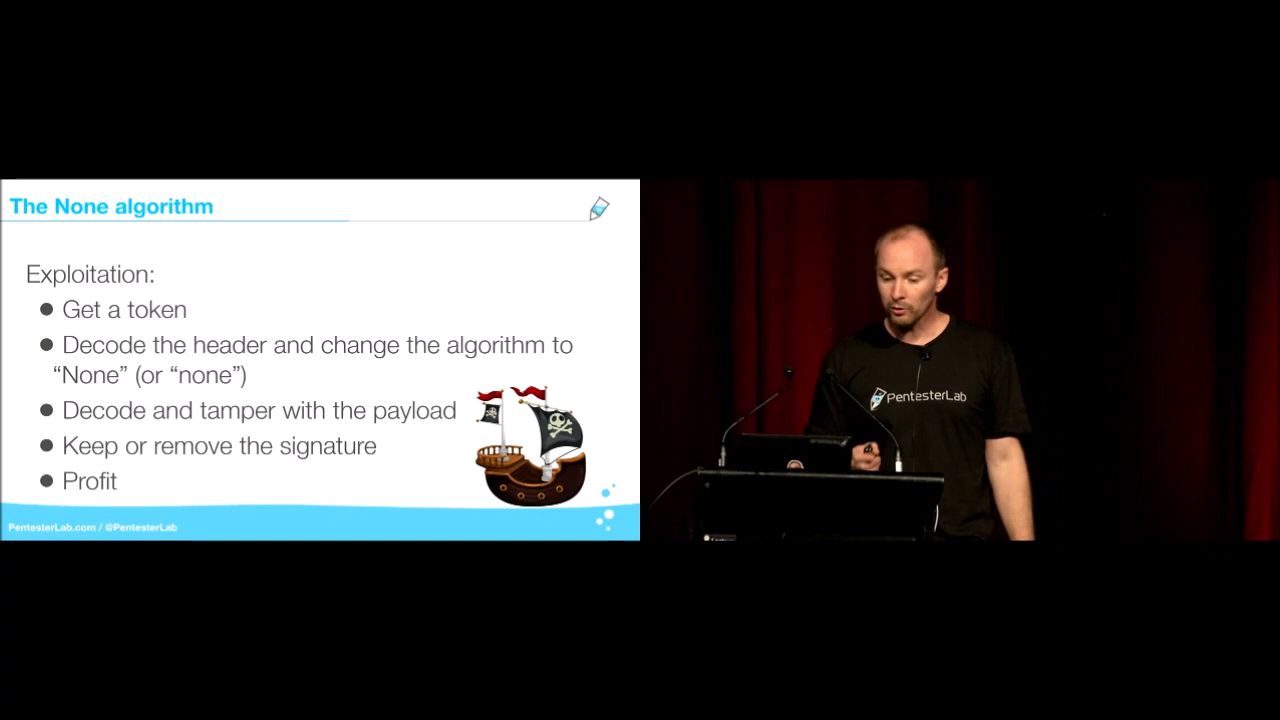 The None algorithm
Exploitation:
● Get a token
● Decode the header and change the algorithm to
“None” (or “none”)
● Decode and tamper with the payload
● Keep or remove the signature
● Profit
PentesterLab.com / @PentesterLab
PentesterLab